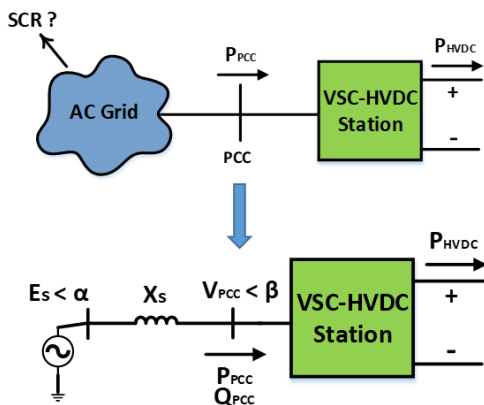 SCR ?
AC Grid
PPCC
PCC
VSC-HVDC
Station
PHVDC
+
-
Es < α
Xs
VPCC < β
PPCC
QPCC
VSC-HVDC
Station
PHVDC
+
-